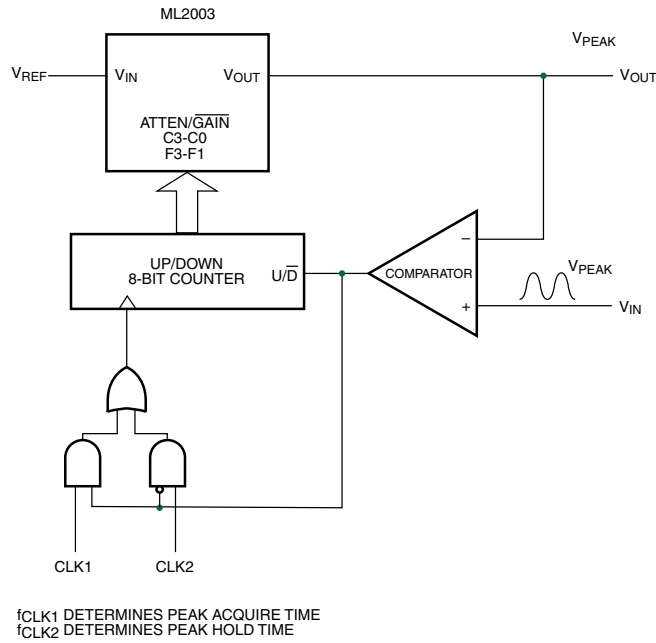 ML2003
VPEAK
VREF
VIN
VOUT
VOUT
ATTEN/GAIN
C3-C0
F3-F1
UP/DOWN
8-BIT COUNTER
U/D
COMPARATOR
–
+
VPEAK
VIN
CLK1
CLK2
fCLK1 DETERMINES PEAK ACQUIRE TIME
fCLK2 DETERMINES PEAK HOLD TIME